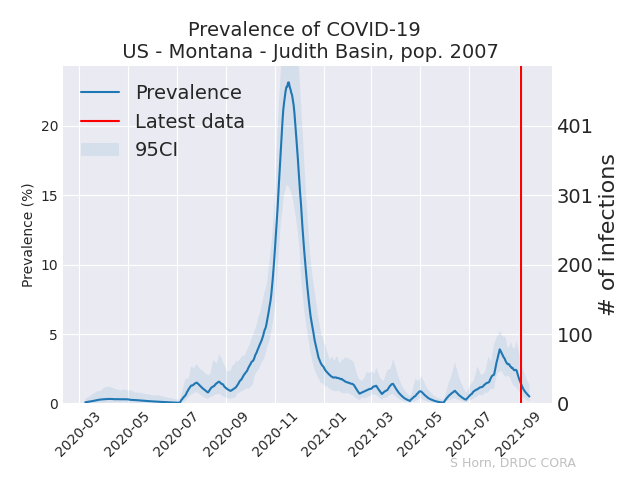 Prevalence of COVID-19
US - Montana - Judith Basin, pop. 2007
Prevalence
Latest data
95CI
Prevalence (%)
20
15
10
5
0
401
301
200
100
0
# of infections
2020-03
2020-05
2020-07
2020-09
2020-11
2021-01
2021-03
2021-05
2021-07
2021-09
S Horn, DRDC CORA